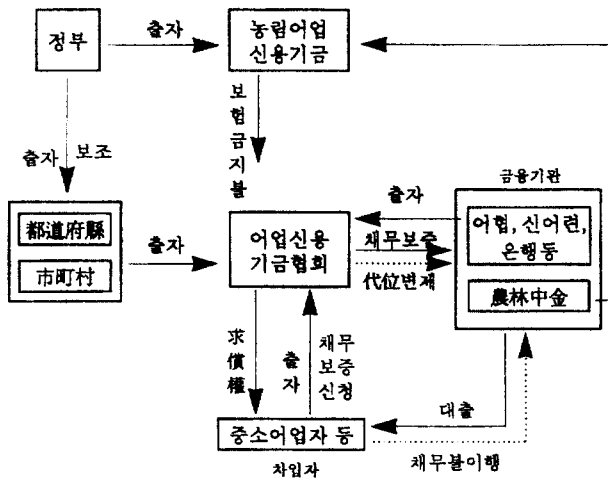 정부
출자
농림어업
신용기금
보험금지불
출자
보조
금융기관
都道府縣
市町村
출자
어업신용
기금협회
출자
채무보증
代位변제
어협, 신어련,
은행등
農林中金
求償權
출자
채무
보증
신청
대출
중소어업자 등
차입자
채무불이행